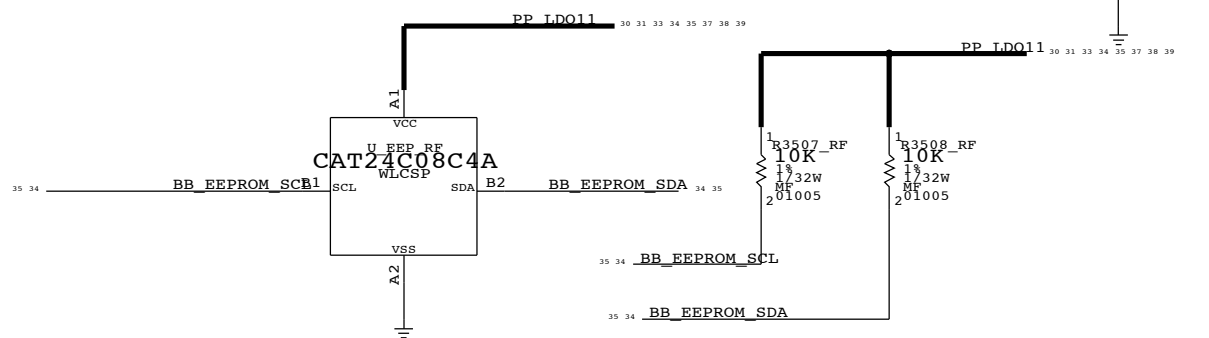 PP_LDO11 30 31 33 34 35 37 38 39
A1
VCC
U_EEP_RF
CAT24C08C4A
WLCSP
35 34 BB_EEPROM_SCL B1 SCL
SDA B2 BB_EEPROM_SDA 34 35
VSS
A2
PP_LDO11 30 31 33 34 35 37 38 39
1
R3507_RF
10K
1%
1/32W
MF
2 01005
1
R3508_RF
10K
1%
1/32W
MF
2 01005
35 34 BB_EEPROM_SCL
35 34 BB_EEPROM_SDA